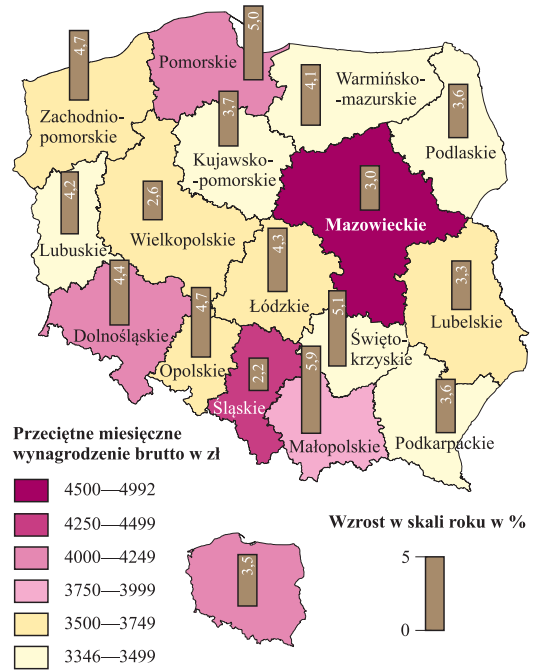 5,0
4,7
Pomorskie
4,1
Warmińsko-
-mazurskie
3,7
3,6
Zachodnio-
pomorskie
Kujawsko-
-pomorskie
Podlaskie
4,2
2,6
3,0
Lubuskie
Wielkopolskie
Mazowieckie
4,3
4,4
3,3
4,7
Łódzkie
5,1
Lubelskie
Dolnośląskie
Święto-
krzyskie
Opolskie
2,2
5,9
3,6
Śląskie
Małopolskie
Podkarpackie
Przeciętne miesięczne
wynagrodzenie brutto w zł
4500—4992
4250—4499
4000—4249
3750—3999
3500—3749
3346—3499
3,5
Wzrost w skali roku w %
5
0